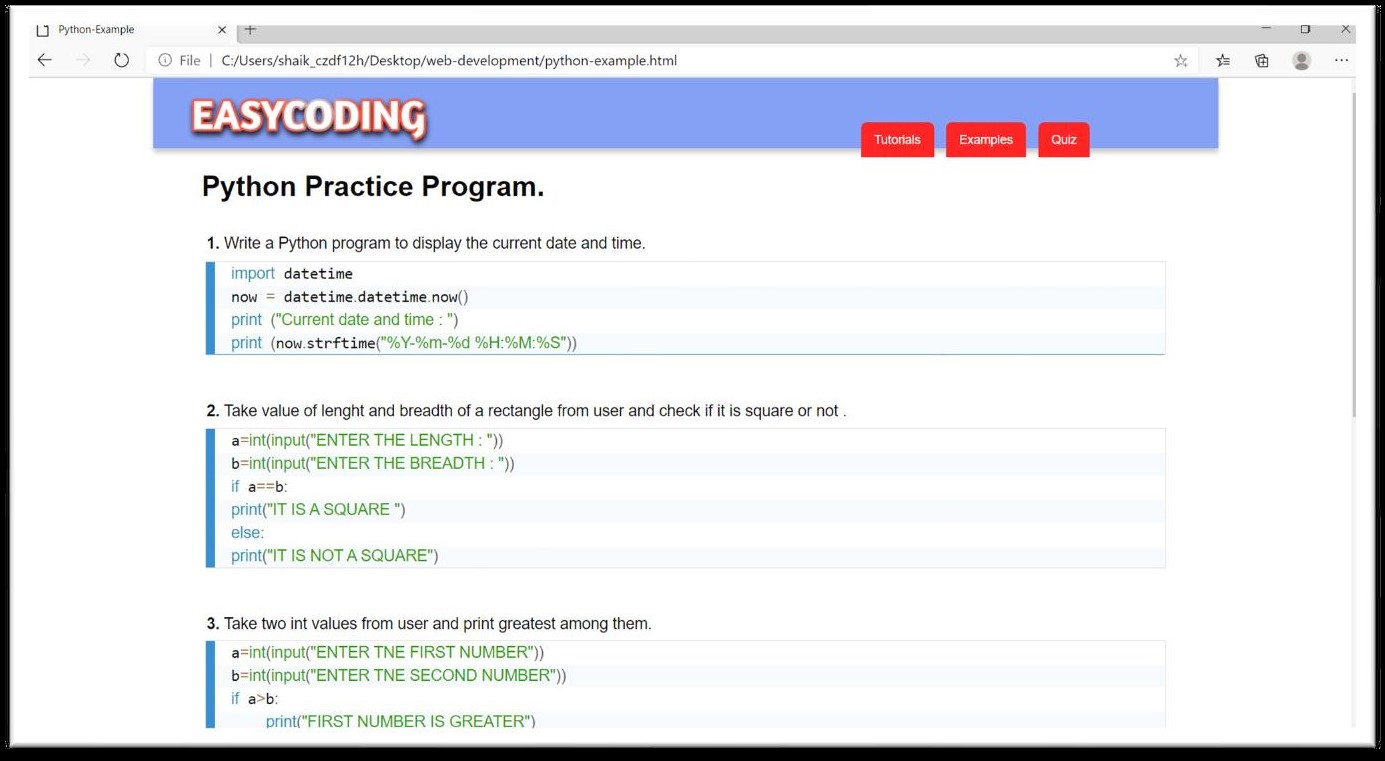 Python-Example
File | C:/Users/shaik_czdf12h/Desktop/web-development/python-example.html
EASYCODING
Tutorials Examples Quiz
Python Practice Program.
1. Write a Python program to display the current date and time.
import datetime
now = datetime.datetime.now()
print ("Current date and time : ")
print (now.strftime("%Y-%m-%d %H:%M:%S"))
2. Take value of lenght and breadth of a rectangle from user and check if it is square or not .
a=int(input("ENTER THE LENGTH : "))
b=int(input("ENTER THE BREADTH : "))
if a==b:
print("IT IS A SQUARE ")
else:
print("IT IS NOT A SQUARE")
3. Take two int values from user and print greatest among them.
a=int(input("ENTER TNE FIRST NUMBER"))
b=int(input("ENTER TNE SECOND NUMBER"))
if a>b:
print("FIRST NUMBER IS GREATER")